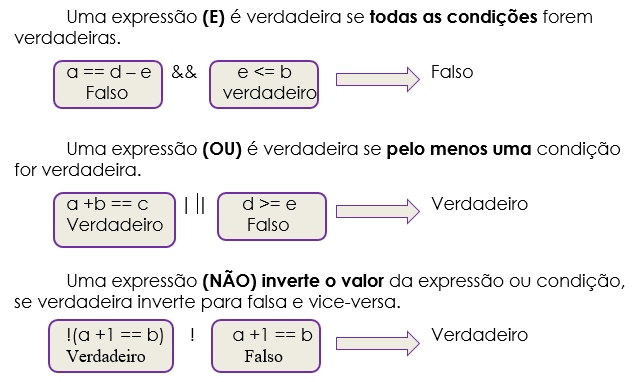 Uma expressão (E) é verdadeira se todas as condições forem
verdadeiras.
a == d – e && e <= b Falso
Falso verdadeiro
Uma expressão (OU) é verdadeira se pelo menos uma condição
for verdadeira.
a +b == c | || d >= e Verdadeiro
Verdadeiro Falso
Uma expressão (NÃO) inverte o valor da expressão ou condição,
se verdadeira inverte para falsa e vice-versa.
!(a +1 == b) ! a +1 == b Verdadeiro
Verdadeiro Falso